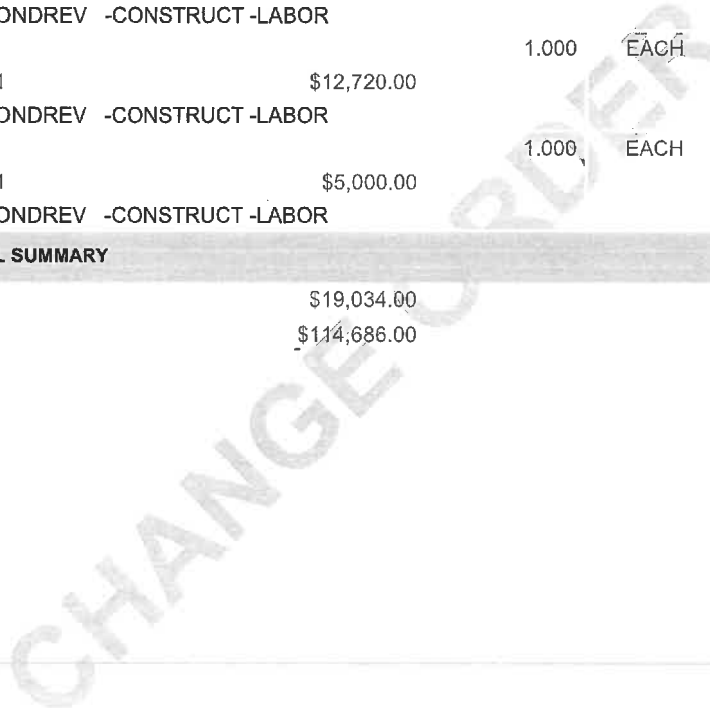 ONDREV -CONSTRUCT -LABOR
1.000 EACH
$12,720.00
ONDREV -CONSTRUCT -LABOR
1.000 EACH
$5,000.00
ONDREV -CONSTRUCT -LABOR
L SUMMARY
$19,034.00
$114,686.00
CHANGE ORDER